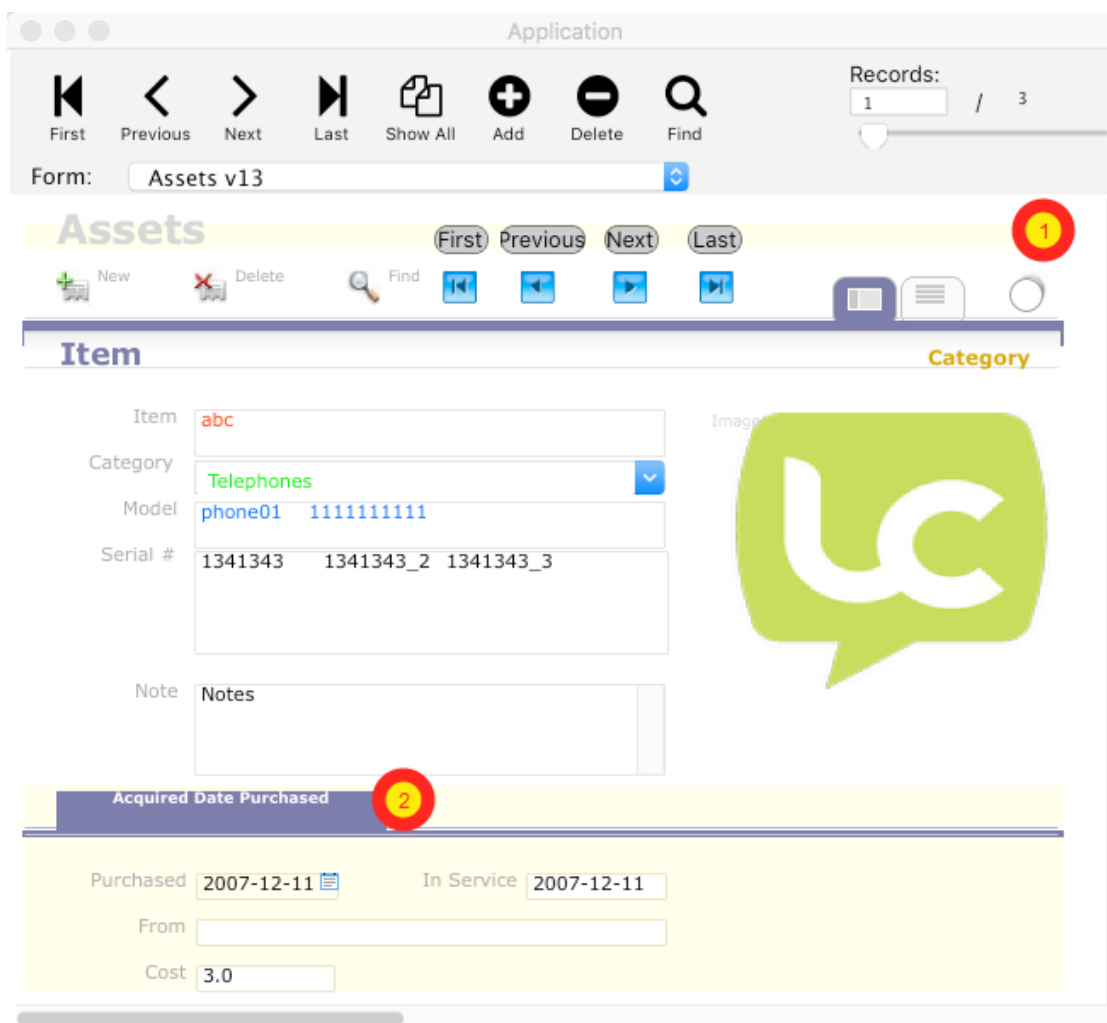 Application
Records:
1 / 3
First Previous Next Last Show All Add Delete Find
Form: Assets v13
Assets
First Previous Next Last
1
New Delete Find
Item
Category
Item abc
Image
Category Telephones
Model phone01 1111111111
Serial # 1341343 1341343_2 1341343_3
Note Notes
Acquired Date Purchased
2
Purchased 2007-12-11 In Service 2007-12-11
From
Cost 3.0
LC